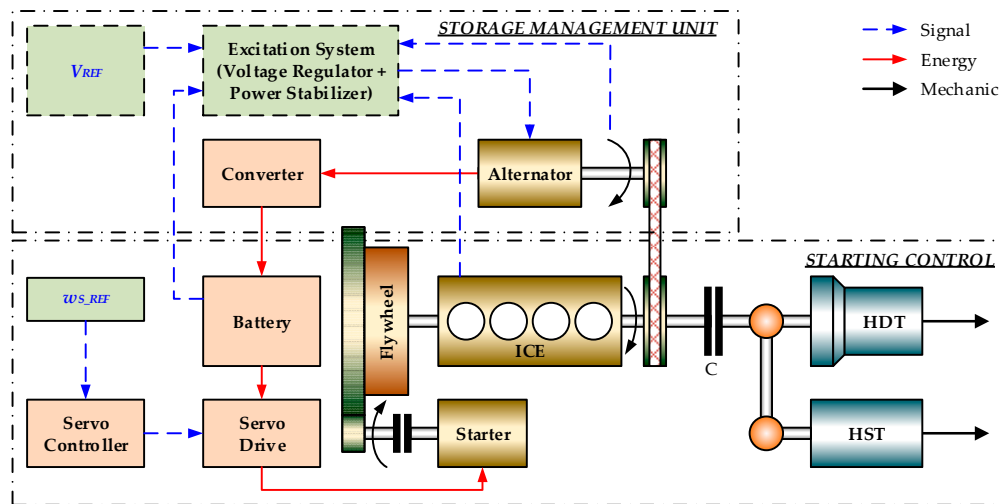 STORAGE MANAGEMENT UNIT
Signal
Energy
Mechanic
VREF
Excitation System
(Voltage Regulator +
Power Stabilizer)
Converter
Alternator
STARTING CONTROL
wS_REF
Battery
Flywheel
ICE
C
HDT
Servo
Controller
Servo
Drive
Starter
HST